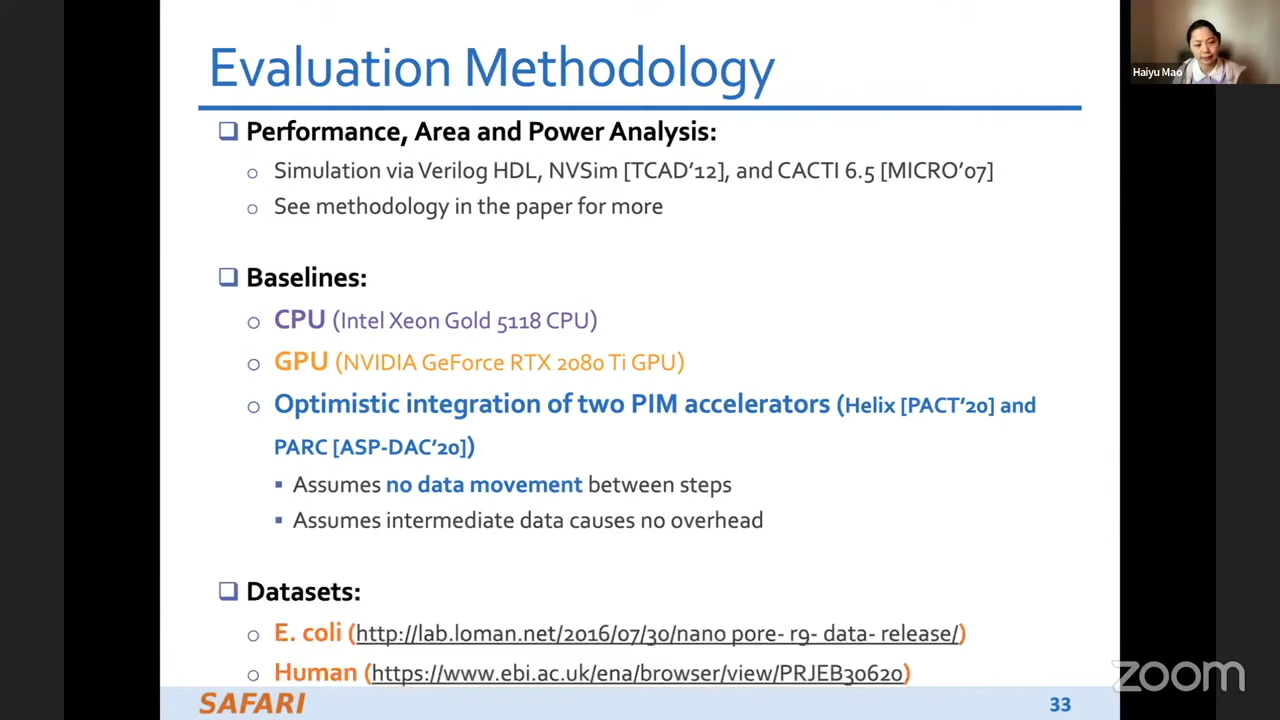 Evaluation Methodology
Haiyu Mao
Performance, Area and Power Analysis:
Simulation via Verilog HDL, NVSim [TCAD'12], and CACTI 6.5 [MICRO'07]
See methodology in the paper for more
Baselines:
CPU (Intel Xeon Gold 5118 CPU)
GPU (NVIDIA GeForce RTX 2080 Ti GPU)
Optimistic integration of two PIM accelerators (Helix [PACT'20] and
PARC [ASP-DAC'20])
Assumes no data movement between steps
Assumes intermediate data causes no overhead
Datasets:
E. coli (http://lab.loman.net/2016/07/30/nano pore- r9- data- release/)
Human (https://www.ebi.ac.uk/ena/browser/view/PRJEB30620)
SAFARI
33
zoom